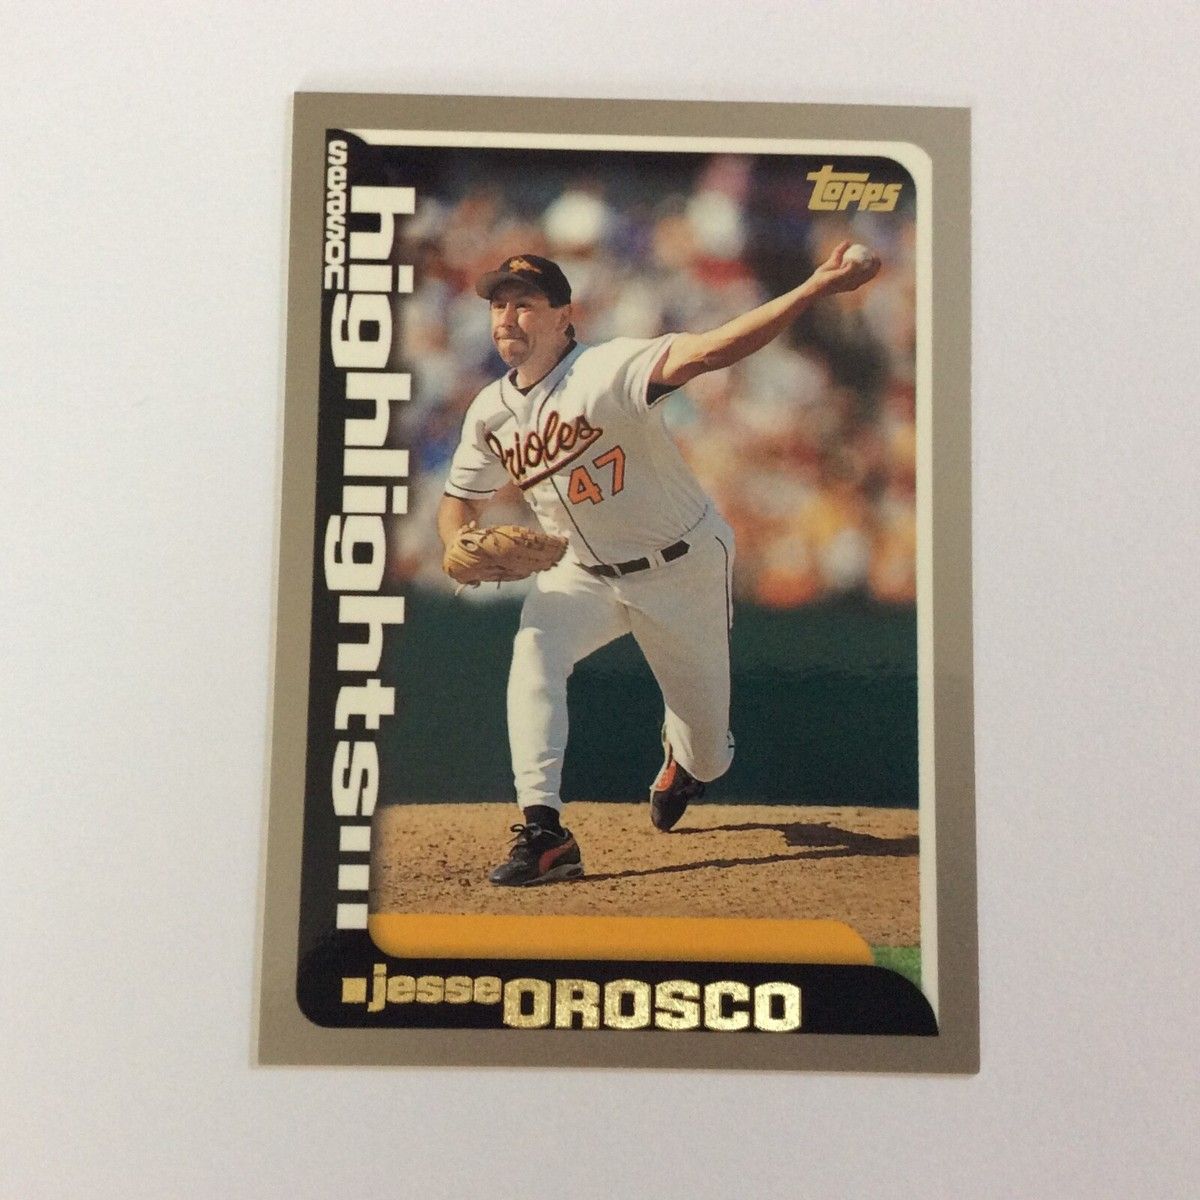 season
highlights...
topps
Orioles
47
jesse OROSCO